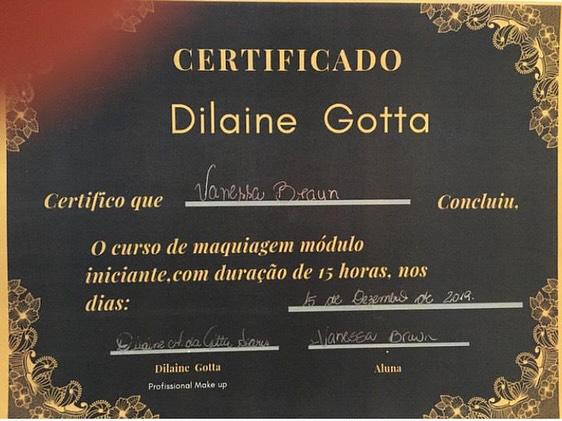 CERTIFICADO
Dilaine Gotta
Certifico que Vanessa Braun Concluiu,
O curso de maquiagem módulo
iniciante,com duração de 15 horas, nos
dias: 15 de Dezembro de 2019.
Dilaine A da Gotta Vanessa Braun
Dilaine Gotta Aluna
Profissional Make up